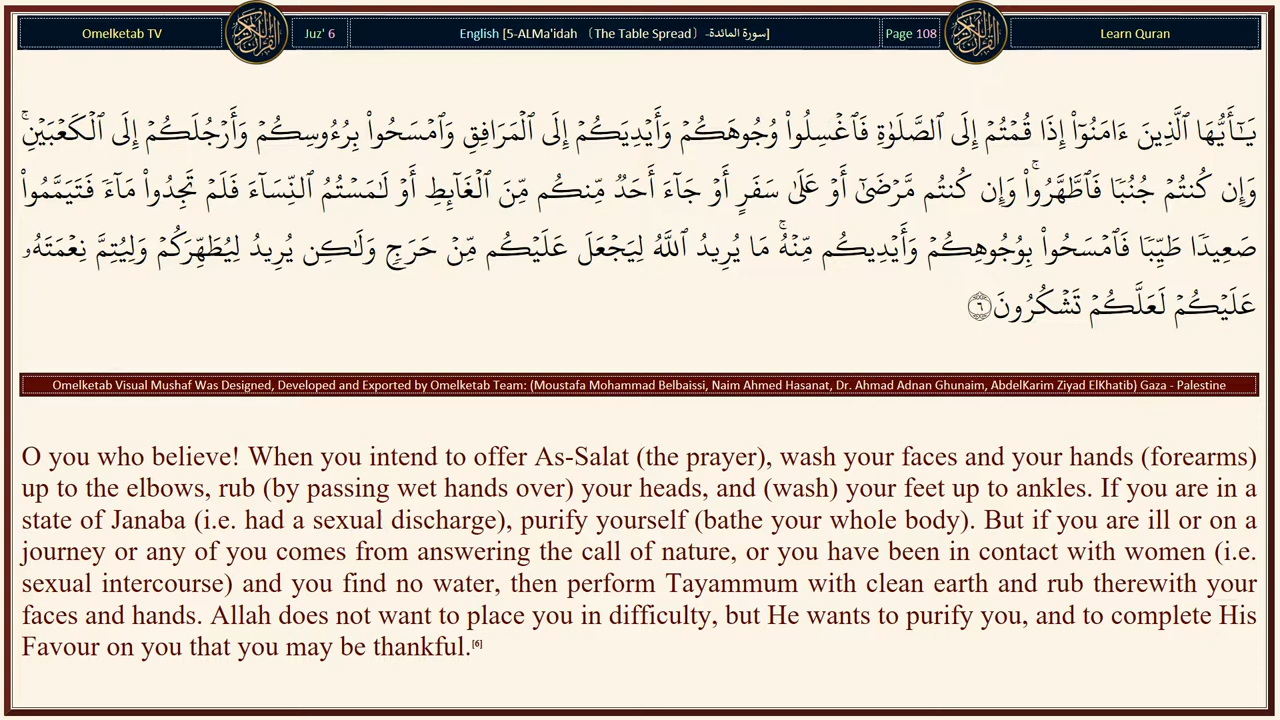 Omelketab TV
Juz' 6
English [5-ALMa'idah （The Table Spread）-سورة المائدة]
Page 108
Learn Quran
يَـٰٓأَيُّهَا ٱلَّذِينَ ءَامَنُوٓا۟ إِذَا قُمۡتُمۡ إِلَى ٱلصَّلَوٰةِ فَٱغۡسِلُوا۟ وُجُوهَكُمۡ وَأَيۡدِيَكُمۡ إِلَى ٱلۡمَرَافِقِ وَٱمۡسَحُوا۟ بِرُءُوسِكُمۡ وَأَرۡجُلَكُمۡ إِلَى ٱلۡكَعۡبَيۡنِۚ
وَإِن كُنتُمۡ جُنُبٗا فَٱطَّهَّرُوا۟ۚ وَإِن كُنتُم مَّرۡضَىٰٓ أَوۡ عَلَىٰ سَفَرٍ أَوۡ جَآءَ أَحَدٞ مِّنكُم مِّنَ ٱلۡغَآئِطِ أَوۡ لَـٰمَسۡتُمُ ٱلنِّسَآءَ فَلَمۡ تَجِدُوا۟ مَآءٗ فَتَيَمَّمُوا۟
صَعِيدٗا طَيِّبٗا فَٱمۡسَحُوا۟ بِوُجُوهِكُمۡ وَأَيۡدِيكُم مِّنۡهُۚ مَا يُرِيدُ ٱللَّهُ لِيَجۡعَلَ عَلَيۡكُم مِّنۡ حَرَجٖ وَلَـٰكِن يُرِيدُ لِيُطَهِّرَكُمۡ وَلِيُتِمَّ نِعۡمَتَهُۥ
عَلَيۡكُمۡ لَعَلَّكُمۡ تَشۡكُرُونَ ٦
Omelketab Visual Mushaf Was Designed, Developed and Exported by Omelketab Team: (Moustafa Mohammad Belbaissi, Naim Ahmed Hasanat, Dr. Ahmad Adnan Ghunaim, AbdelKarim Ziyad ElKhatib) Gaza - Palestine
O you who believe! When you intend to offer As-Salat (the prayer), wash your faces and your hands (forearms)
up to the elbows, rub (by passing wet hands over) your heads, and (wash) your feet up to ankles. If you are in a
state of Janaba (i.e. had a sexual discharge), purify yourself (bathe your whole body). But if you are ill or on a
journey or any of you comes from answering the call of nature, or you have been in contact with women (i.e.
sexual intercourse) and you find no water, then perform Tayammum with clean earth and rub therewith your
faces and hands. Allah does not want to place you in difficulty, but He wants to purify you, and to complete His
Favour on you that you may be thankful.[6]